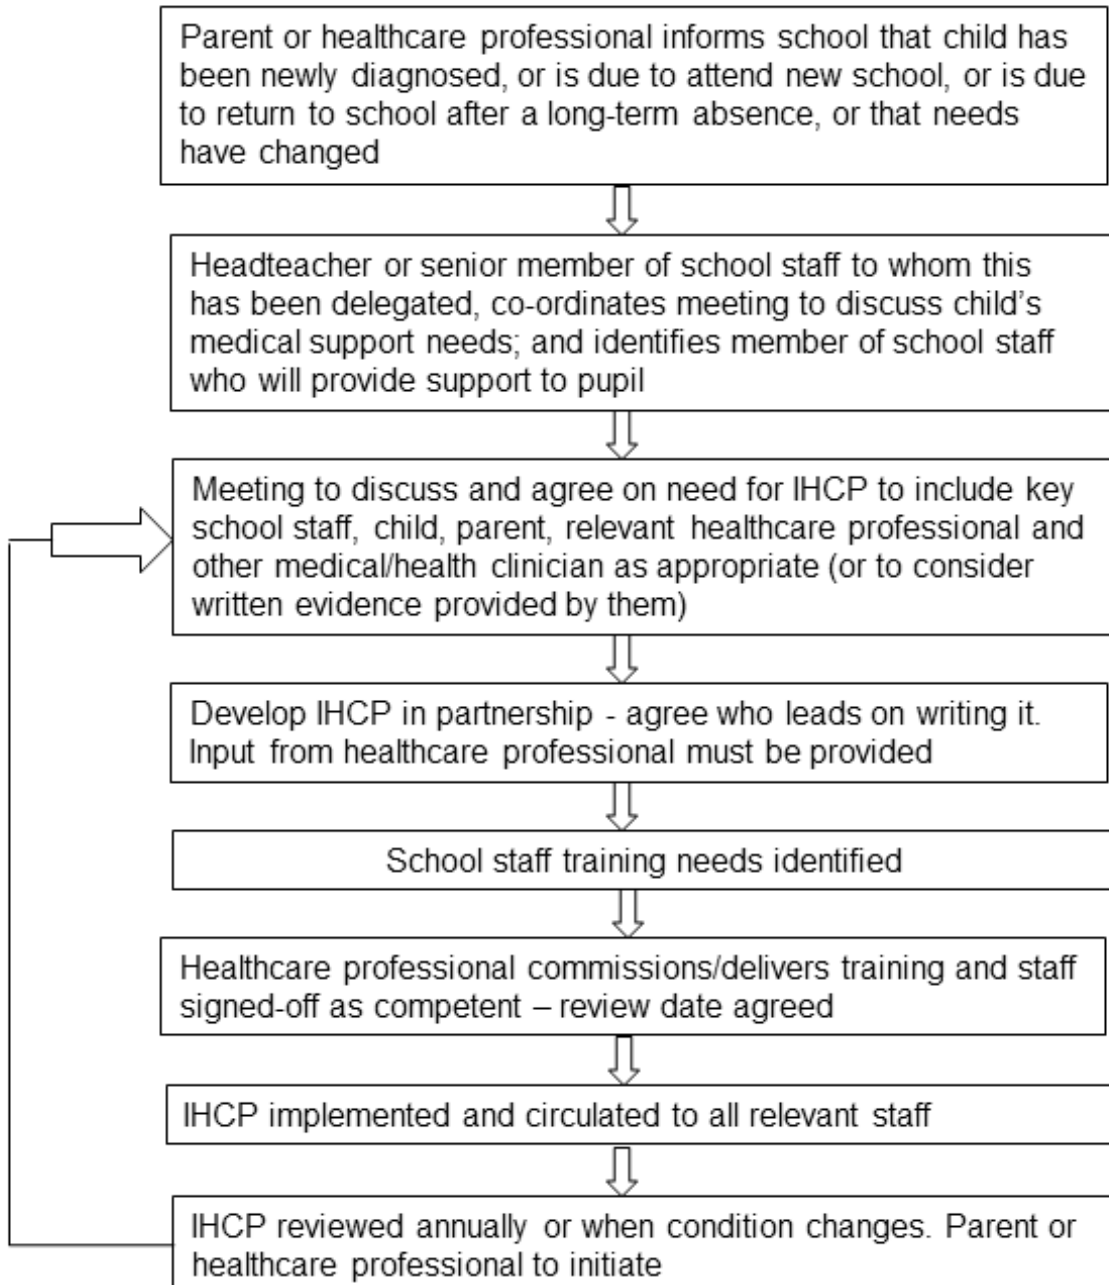 Parent or healthcare professional informs school that child has
been newly diagnosed, or is due to attend new school, or is due
to return to school after a long-term absence, or that needs
have changed
Headteacher or senior member of school staff to whom this
has been delegated, co-ordinates meeting to discuss child's
medical support needs; and identifies member of school staff
who will provide support to pupil
Meeting to discuss and agree on need for IHCP to include key
school staff, child, parent, relevant healthcare professional and
other medical/health clinician as appropriate (or to consider
written evidence provided by them)
Develop IHCP in partnership - agree who leads on writing it.
Input from healthcare professional must be provided
School staff training needs identified
Healthcare professional commissions/delivers training and staff
signed-off as competent – review date agreed
IHCP implemented and circulated to all relevant staff
IHCP reviewed annually or when condition changes. Parent or
healthcare professional to initiate